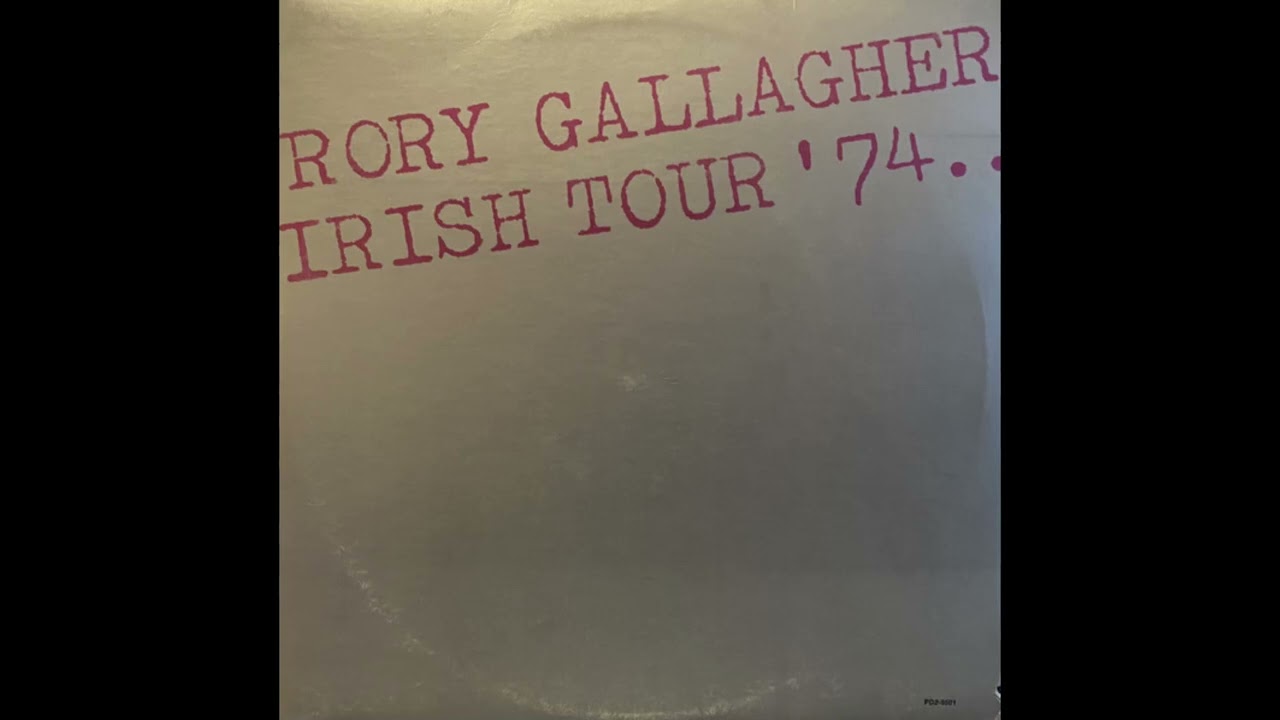 RORY GALLAGHER
IRISH TOUR '74..